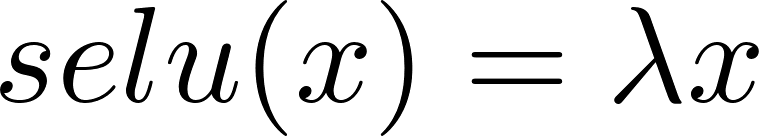 selu(x) = λx